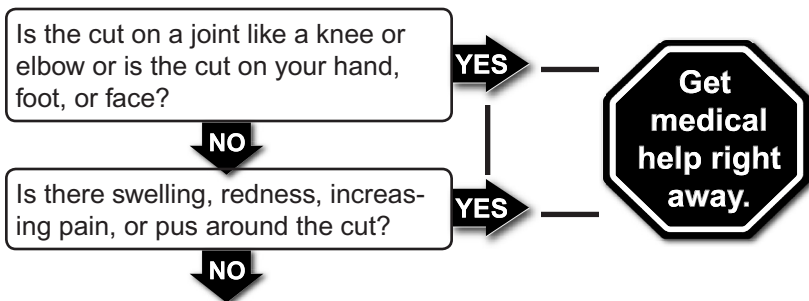 Is the cut on a joint like a knee or
elbow or is the cut on your hand,
foot, or face?
YES
Get
medical
help right
away.
NO
Is there swelling, redness, increas-
ing pain, or pus around the cut?
YES
NO